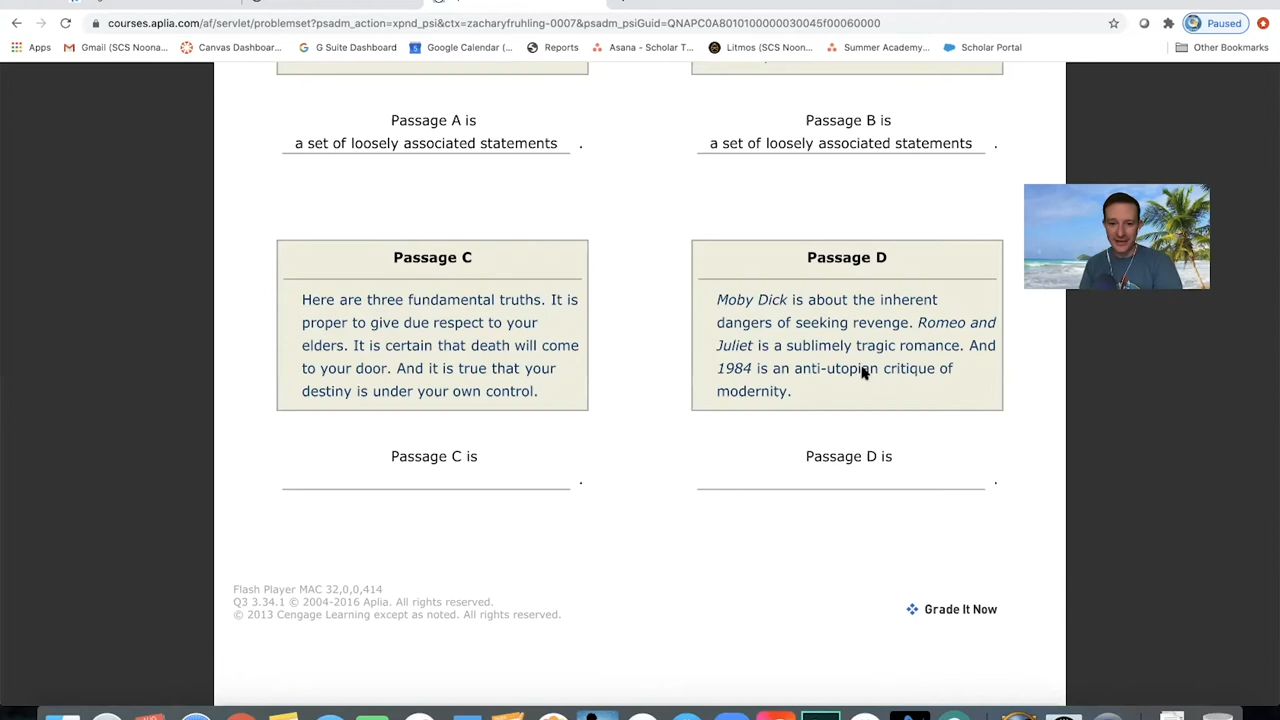 courses.aplia.com/af/servlet/problemset?psadm_action=xpnd_psi&ctx=zacharyfruhling-0007&psadm_psiGuid=QNAPC0A8010100000030045f00060000
Paused
Apps
Gmail (SCS Noona...
Canvas Dashboar...
G Suite Dashboard
Google Calendar (...
Reports
Asana - Scholar T...
Litmos (SCS Noon...
Summer Academy...
Scholar Portal
Other Bookmarks
Passage A is
a set of loosely associated statements .
Passage B is
a set of loosely associated statements .
Passage C
Here are three fundamental truths. It is
proper to give due respect to your
elders. It is certain that death will come
to your door. And it is true that your
destiny is under your own control.
Passage D
Moby Dick is about the inherent
dangers of seeking revenge. Romeo and
Juliet is a sublimely tragic romance. And
1984 is an anti-utopian critique of
modernity.
Passage C is
.
Passage D is
.
Flash Player MAC 32,0,0,414
Q3 3.34.1 © 2004-2016 Aplia. All rights reserved.
© 2013 Cengage Learning except as noted. All rights reserved.
Grade It Now